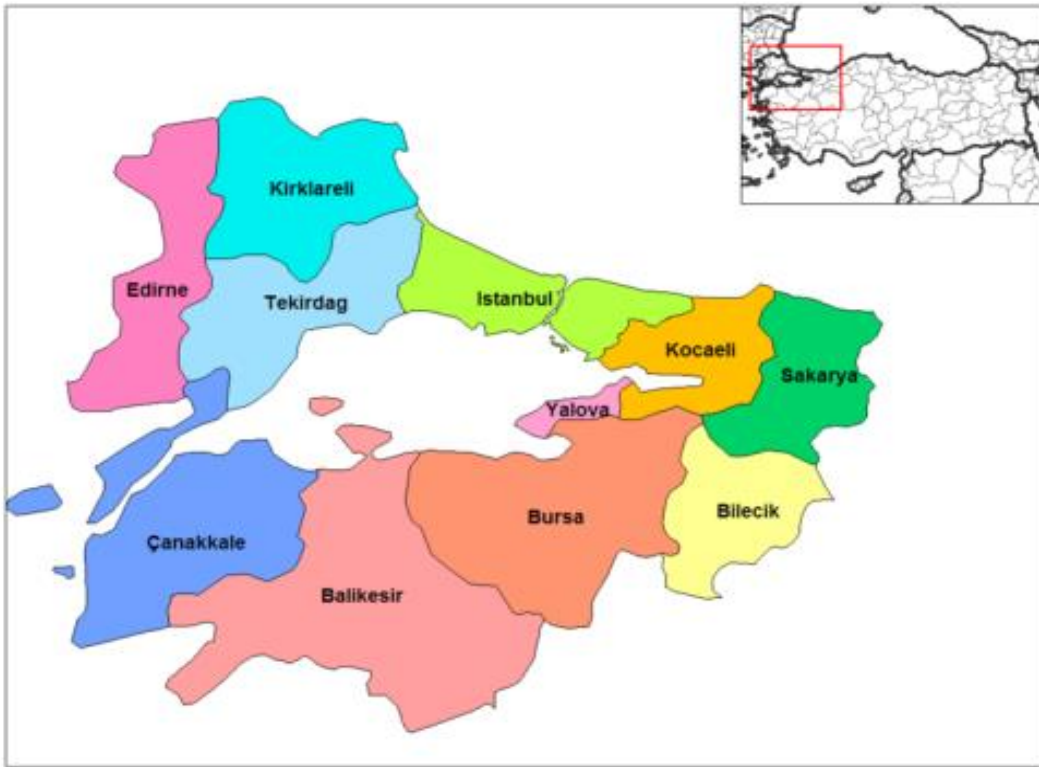 Kirklareli
Edirne
Tekirdag
Istanbul
Kocaeli
Sakarya
Yalova
Bursa
Bilecik
Çanakkale
Balikesir